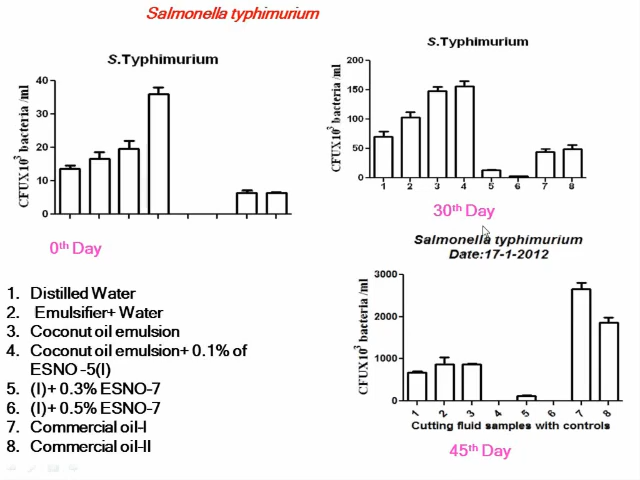 Salmonella typhimurium
S.Typhimurium
CFUX10³ bacteria /ml
40
30
20
10
0
0th Day
S.Typhimurium
CFUX10³ bacteria /ml
200
150
100
50
0
1 2 3 4 5 6 7 8
30th Day
Salmonella typhimurium
Date:17-1-2012
CFUX10³ bacteria /ml
3000
2000
1000
0
1 2 3 4 5 6 7 8
Cutting fluid samples with controls
45th Day
1. Distilled Water
2. Emulsifier+ Water
3. Coconut oil emulsion
4. Coconut oil emulsion+ 0.1% of
ESNO -5(I)
5. (I)+ 0.3% ESNO-7
6. (I)+ 0.5% ESNO-7
7. Commercial oil-I
8. Commercial oil-II